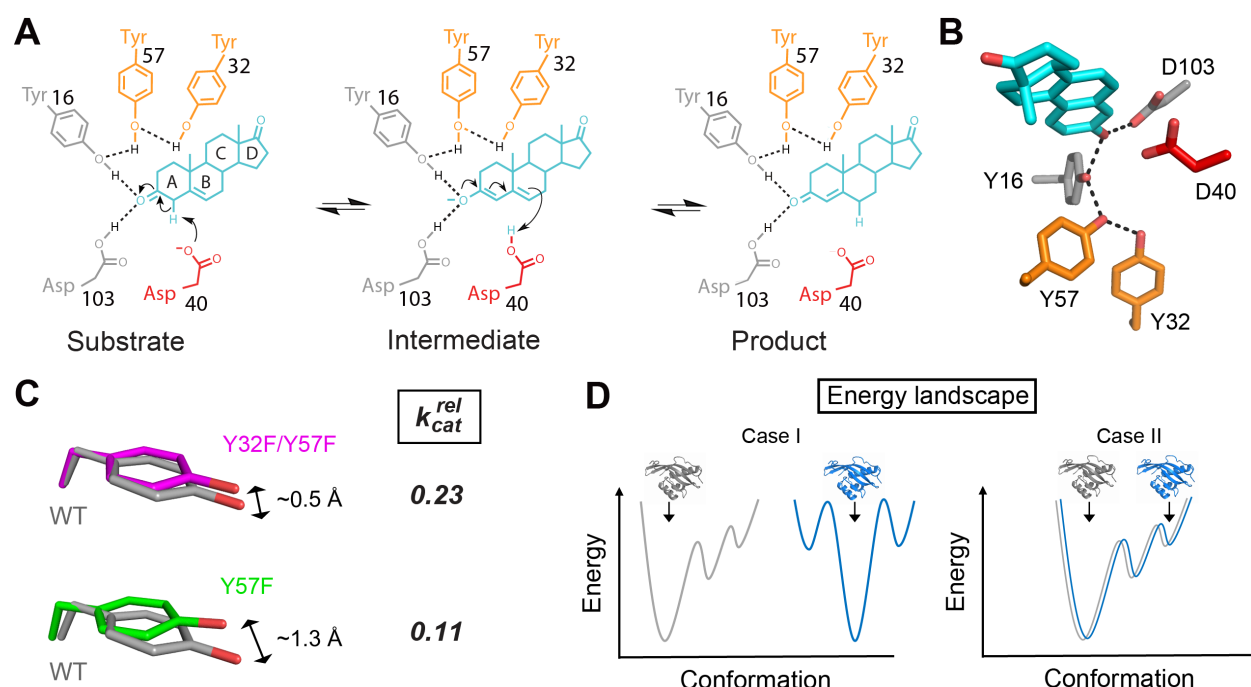 A
Tyr
57
Tyr
32
Tyr
16
H
H
O
O
O
H
O
H
O
O
H
A
B
C
D
O
O
Asp
103
H
−O
O
Asp
40
Substrate
Tyr
57
Tyr
32
Tyr
16
O
H
O
H
O
H
−O
O
H
O
O
Asp
103
H
O
O
Asp
40
Intermediate
Tyr
57
Tyr
32
Tyr
16
O
H
O
H
O
H
O
O
H
H
O
O
Asp
103
O
O
Asp
40
Product
B
D103
Y16
D40
Y57
Y32
C
k_cat^rel
Y32F/Y57F
~0.5 Å
0.23
WT
Y57F
~1.3 Å
0.11
WT
D
Energy landscape
Case I
Case II
Energy
Conformation
Energy
Conformation